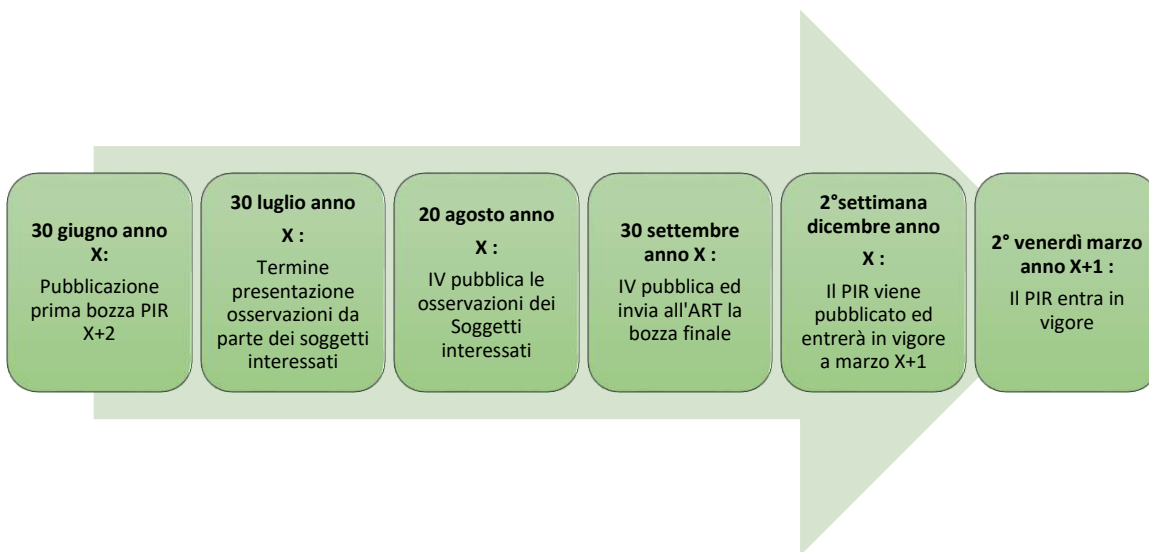 30 giugno anno
X:
Pubblicazione
prima bozza PIR
X+2
30 luglio anno
X :
Termine
presentazione
osservazioni da
parte dei soggetti
interessati
20 agosto anno
X :
IV pubblica le
osservazioni dei
Soggetti
interessati
30 settembre
anno X :
IV pubblica ed
invia all'ART la
bozza finale
2°settimana
dicembre anno
X :
Il PIR viene
pubblicato ed
entrerà in vigore
a marzo X+1
2° venerdì marzo
anno X+1 :
Il PIR entra in
vigore